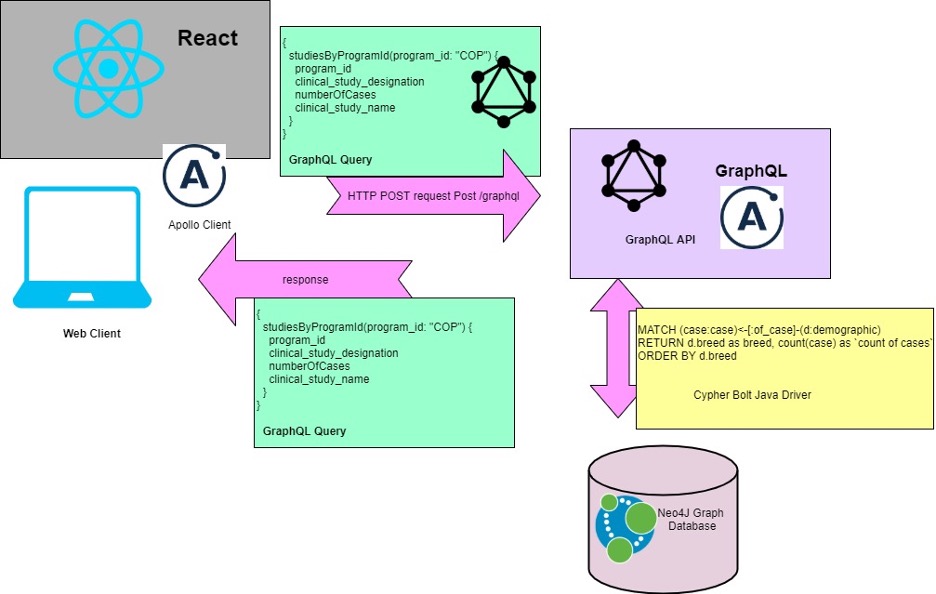 React
{
studiesByProgramId(program_id: "COP") {
program_id
clinical_study_designation
numberOfCases
clinical_study_name
}
}
GraphQL Query
A
Apollo Client
HTTP POST request Post /graphql
GraphQL
A
GraphQL API
response
Web Client
{
studiesByProgramId(program_id: "COP") {
program_id
clinical_study_designation
numberOfCases
clinical_study_name
}
}
GraphQL Query
MATCH (case:case)<-[:of_case]-(d:demographic)
RETURN d.breed as breed, count(case) as `count of cases`
ORDER BY d.breed
Cypher Bolt Java Driver
Neo4J Graph
Database